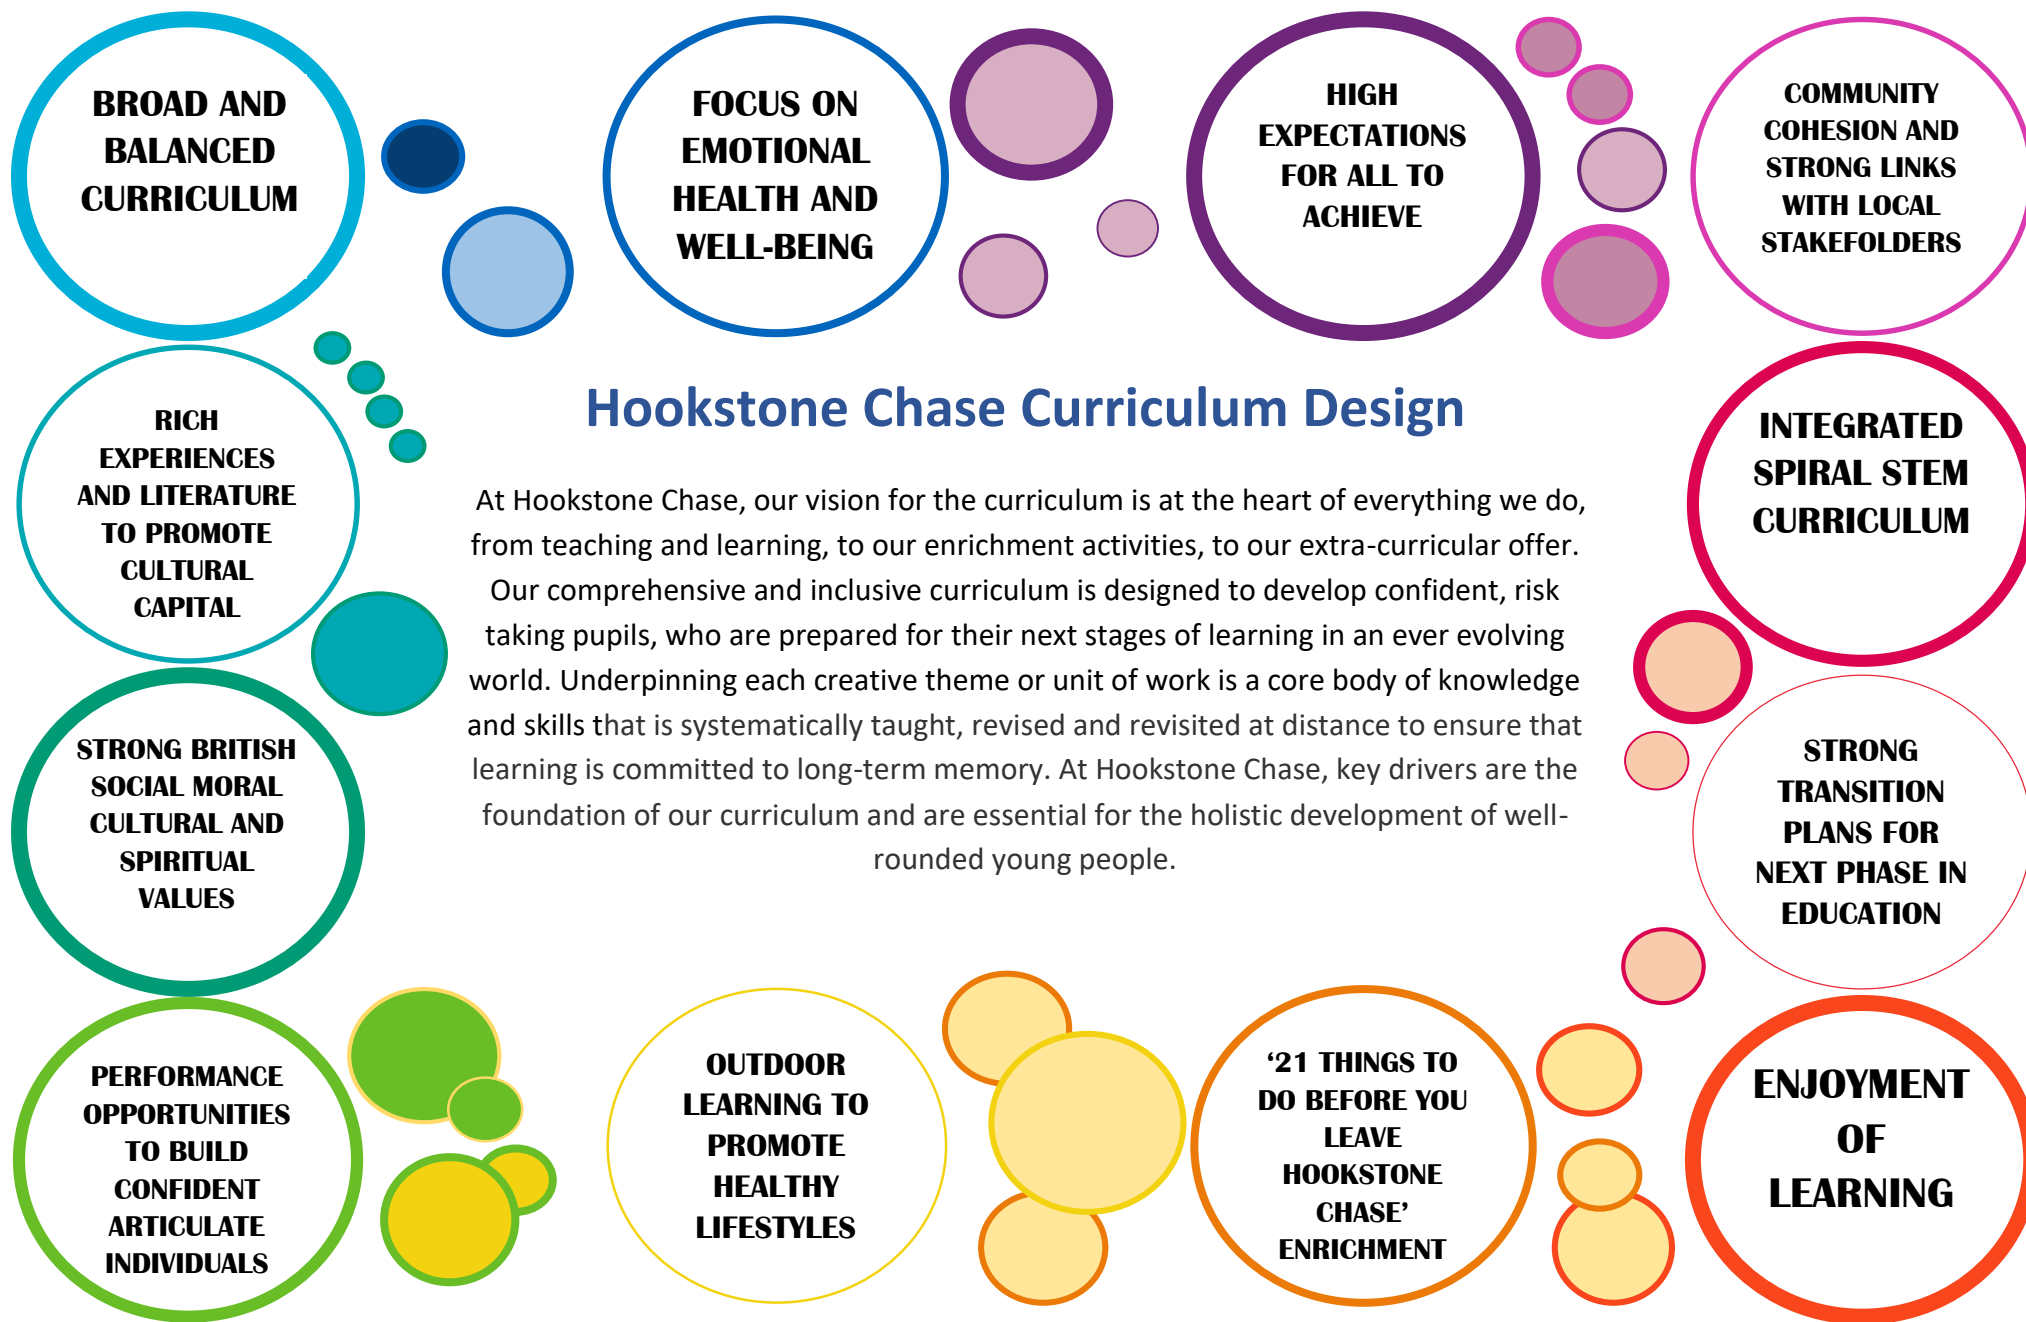 BROAD AND
BALANCED
CURRICULUM
FOCUS ON
EMOTIONAL
HEALTH AND
WELL-BEING
HIGH
EXPECTATIONS
FOR ALL TO
ACHIEVE
COMMUNITY
COHESION AND
STRONG LINKS
WITH LOCAL
STAKEFOLDERS
RICH
EXPERIENCES
AND LITERATURE
TO PROMOTE
CULTURAL
CAPITAL
Hookstone Chase Curriculum Design
At Hookstone Chase, our vision for the curriculum is at the heart of everything we do,
from teaching and learning, to our enrichment activities, to our extra-curricular offer.
Our comprehensive and inclusive curriculum is designed to develop confident, risk
taking pupils, who are prepared for their next stages of learning in an ever evolving
world. Underpinning each creative theme or unit of work is a core body of knowledge
and skills that is systematically taught, revised and revisited at distance to ensure that
learning is committed to long-term memory. At Hookstone Chase, key drivers are the
foundation of our curriculum and are essential for the holistic development of well-
rounded young people.
INTEGRATED
SPIRAL STEM
CURRICULUM
STRONG BRITISH
SOCIAL MORAL
CULTURAL AND
SPIRITUAL
VALUES
STRONG
TRANSITION
PLANS FOR
NEXT PHASE IN
EDUCATION
PERFORMANCE
OPPORTUNITIES
TO BUILD
CONFIDENT
ARTICULATE
INDIVIDUALS
OUTDOOR
LEARNING TO
PROMOTE
HEALTHY
LIFESTYLES
‘21 THINGS TO
DO BEFORE YOU
LEAVE
HOOKSTONE
CHASE’
ENRICHMENT
ENJOYMENT
OF
LEARNING